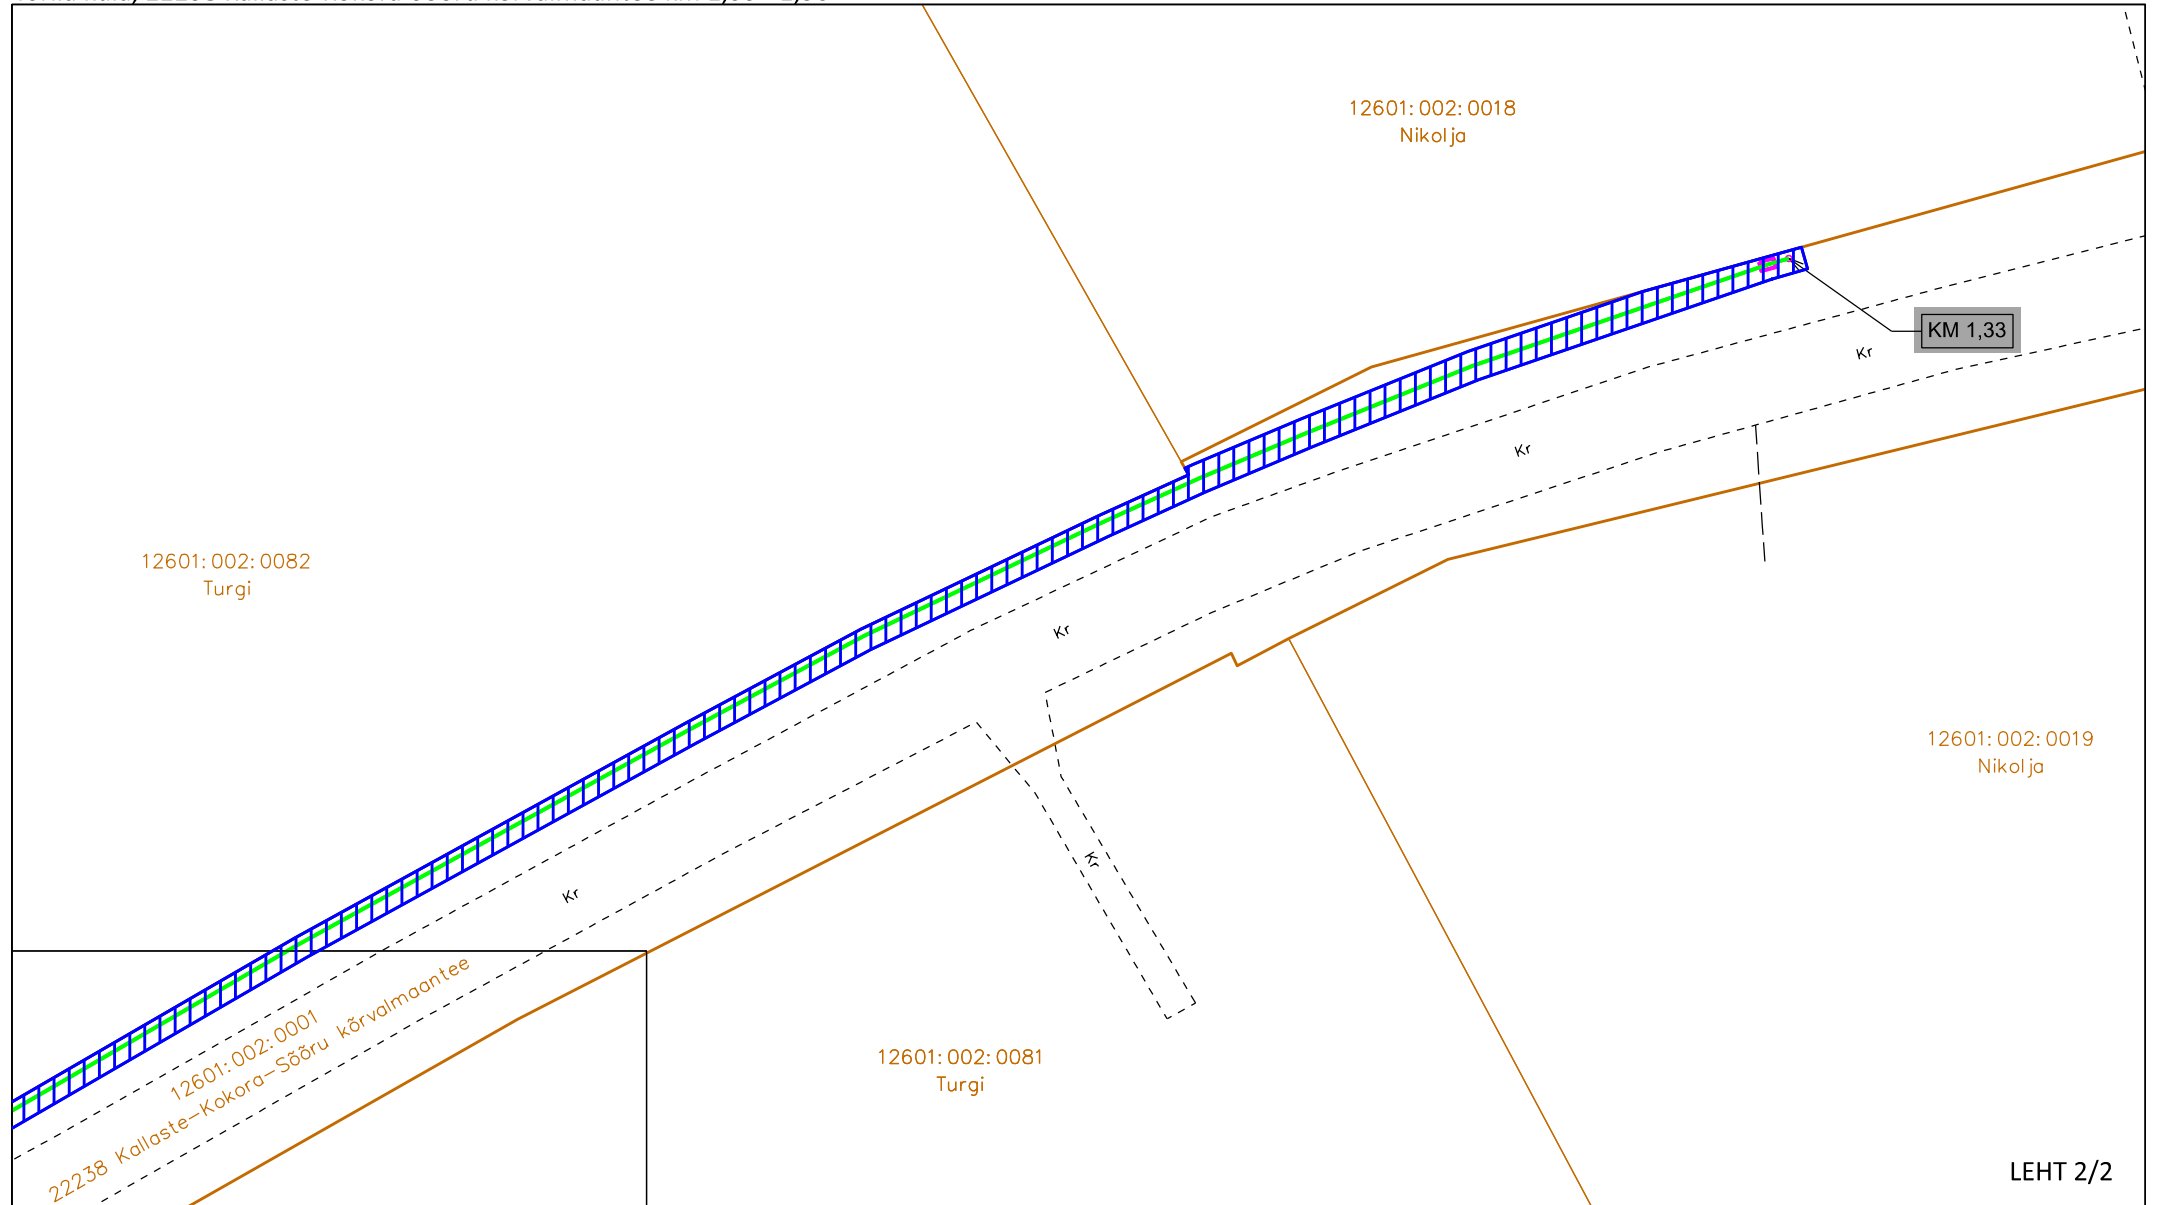 12601:002:0018
Nikolja
KM 1,33
Kr
Kr
12601:002:0082
Turgi
Kr
12601:002:0019
Nikolja
Kr
Kr
12601:002:0001
22238 Kallaste-Kokora-Sõõru kõrvalmaantee
12601:002:0081
Turgi
LEHT 2/2